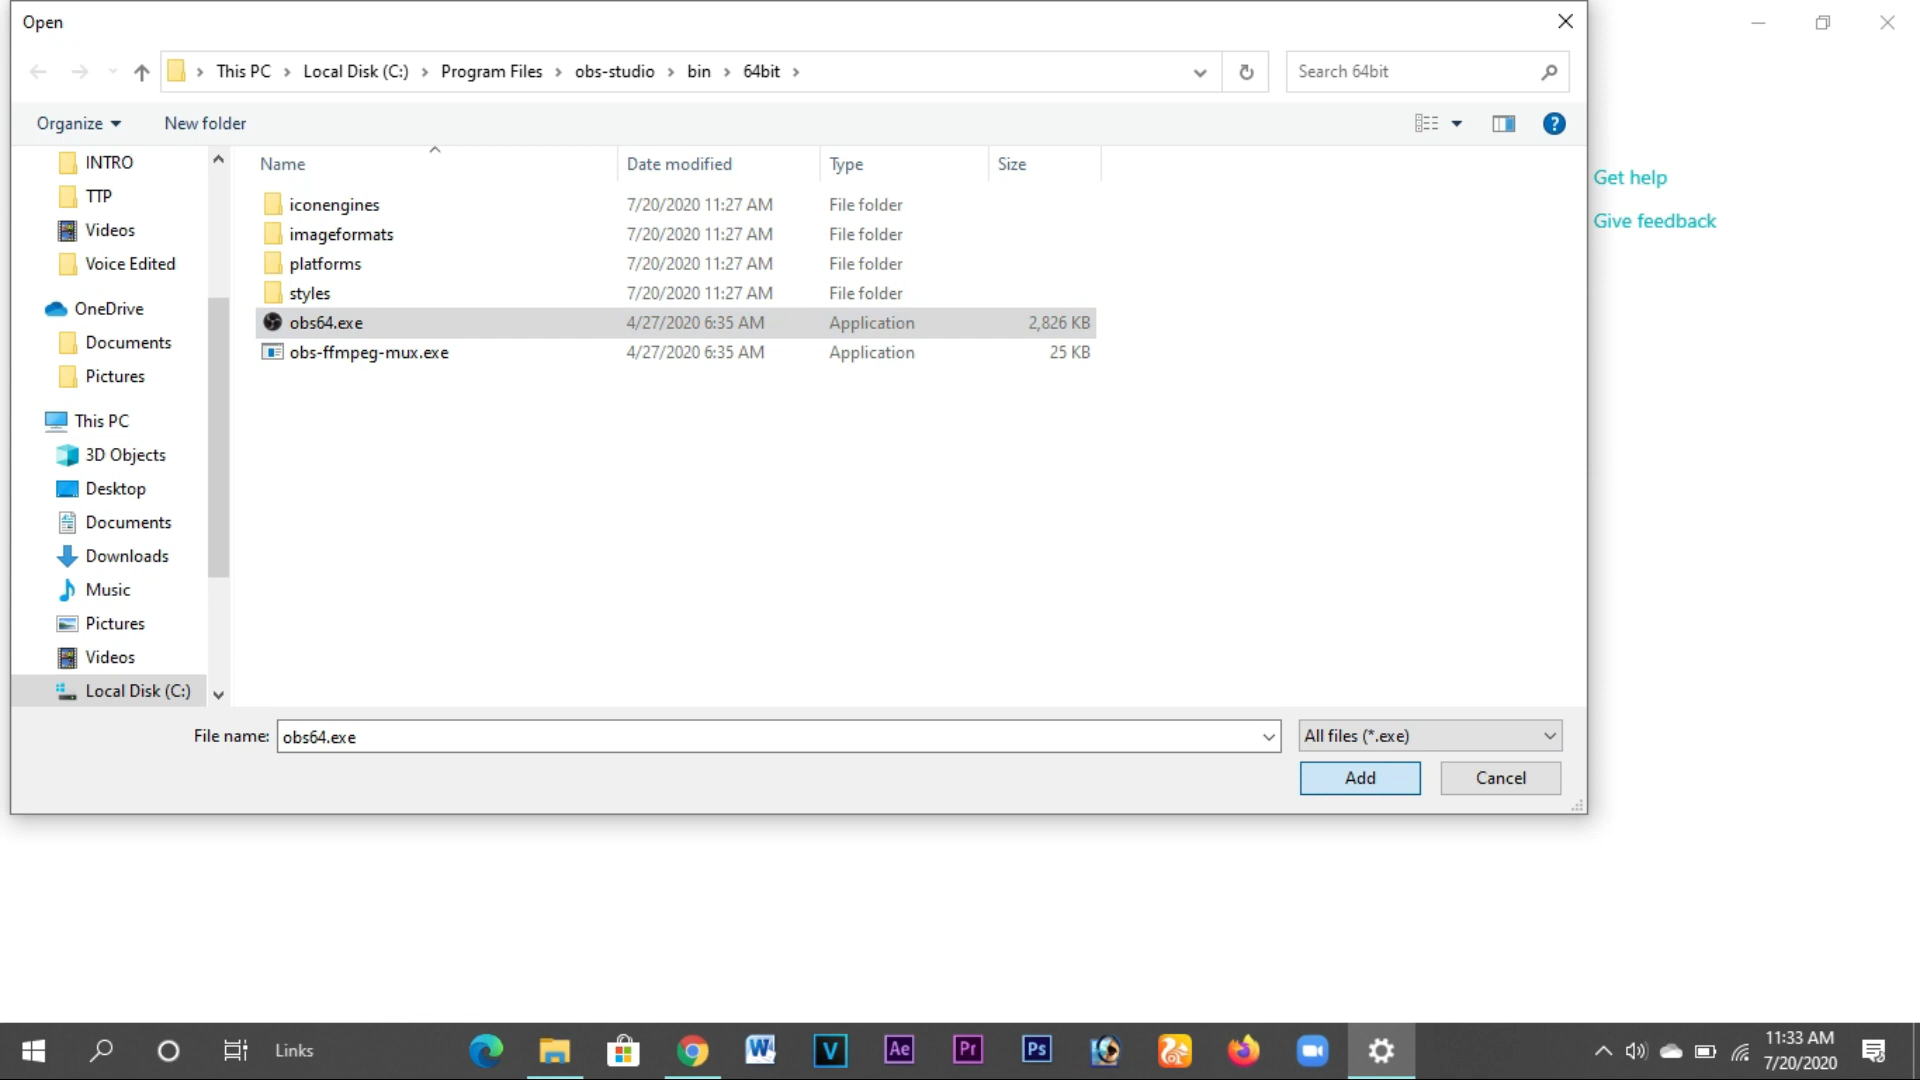 Open
This PC > Local Disk (C:) > Program Files > obs-studio > bin > 64bit >
Search 64bit
Organize
New folder
INTRO
TTP
Videos
Voice Edited
OneDrive
Documents
Pictures
This PC
3D Objects
Desktop
Documents
Downloads
Music
Pictures
Videos
Local Disk (C:)
Name Date modified Type Size
iconengines 7/20/2020 11:27 AM File folder
imageformats 7/20/2020 11:27 AM File folder
platforms 7/20/2020 11:27 AM File folder
styles 7/20/2020 11:27 AM File folder
obs64.exe 4/27/2020 6:35 AM Application 2,826 KB
obs-ffmpeg-mux.exe 4/27/2020 6:35 AM Application 25 KB
File name: obs64.exe
All files (*.exe)
Add
Cancel
Get help
Give feedback
Links
W
V
Ae
Pr
Ps
11:33 AM
7/20/2020